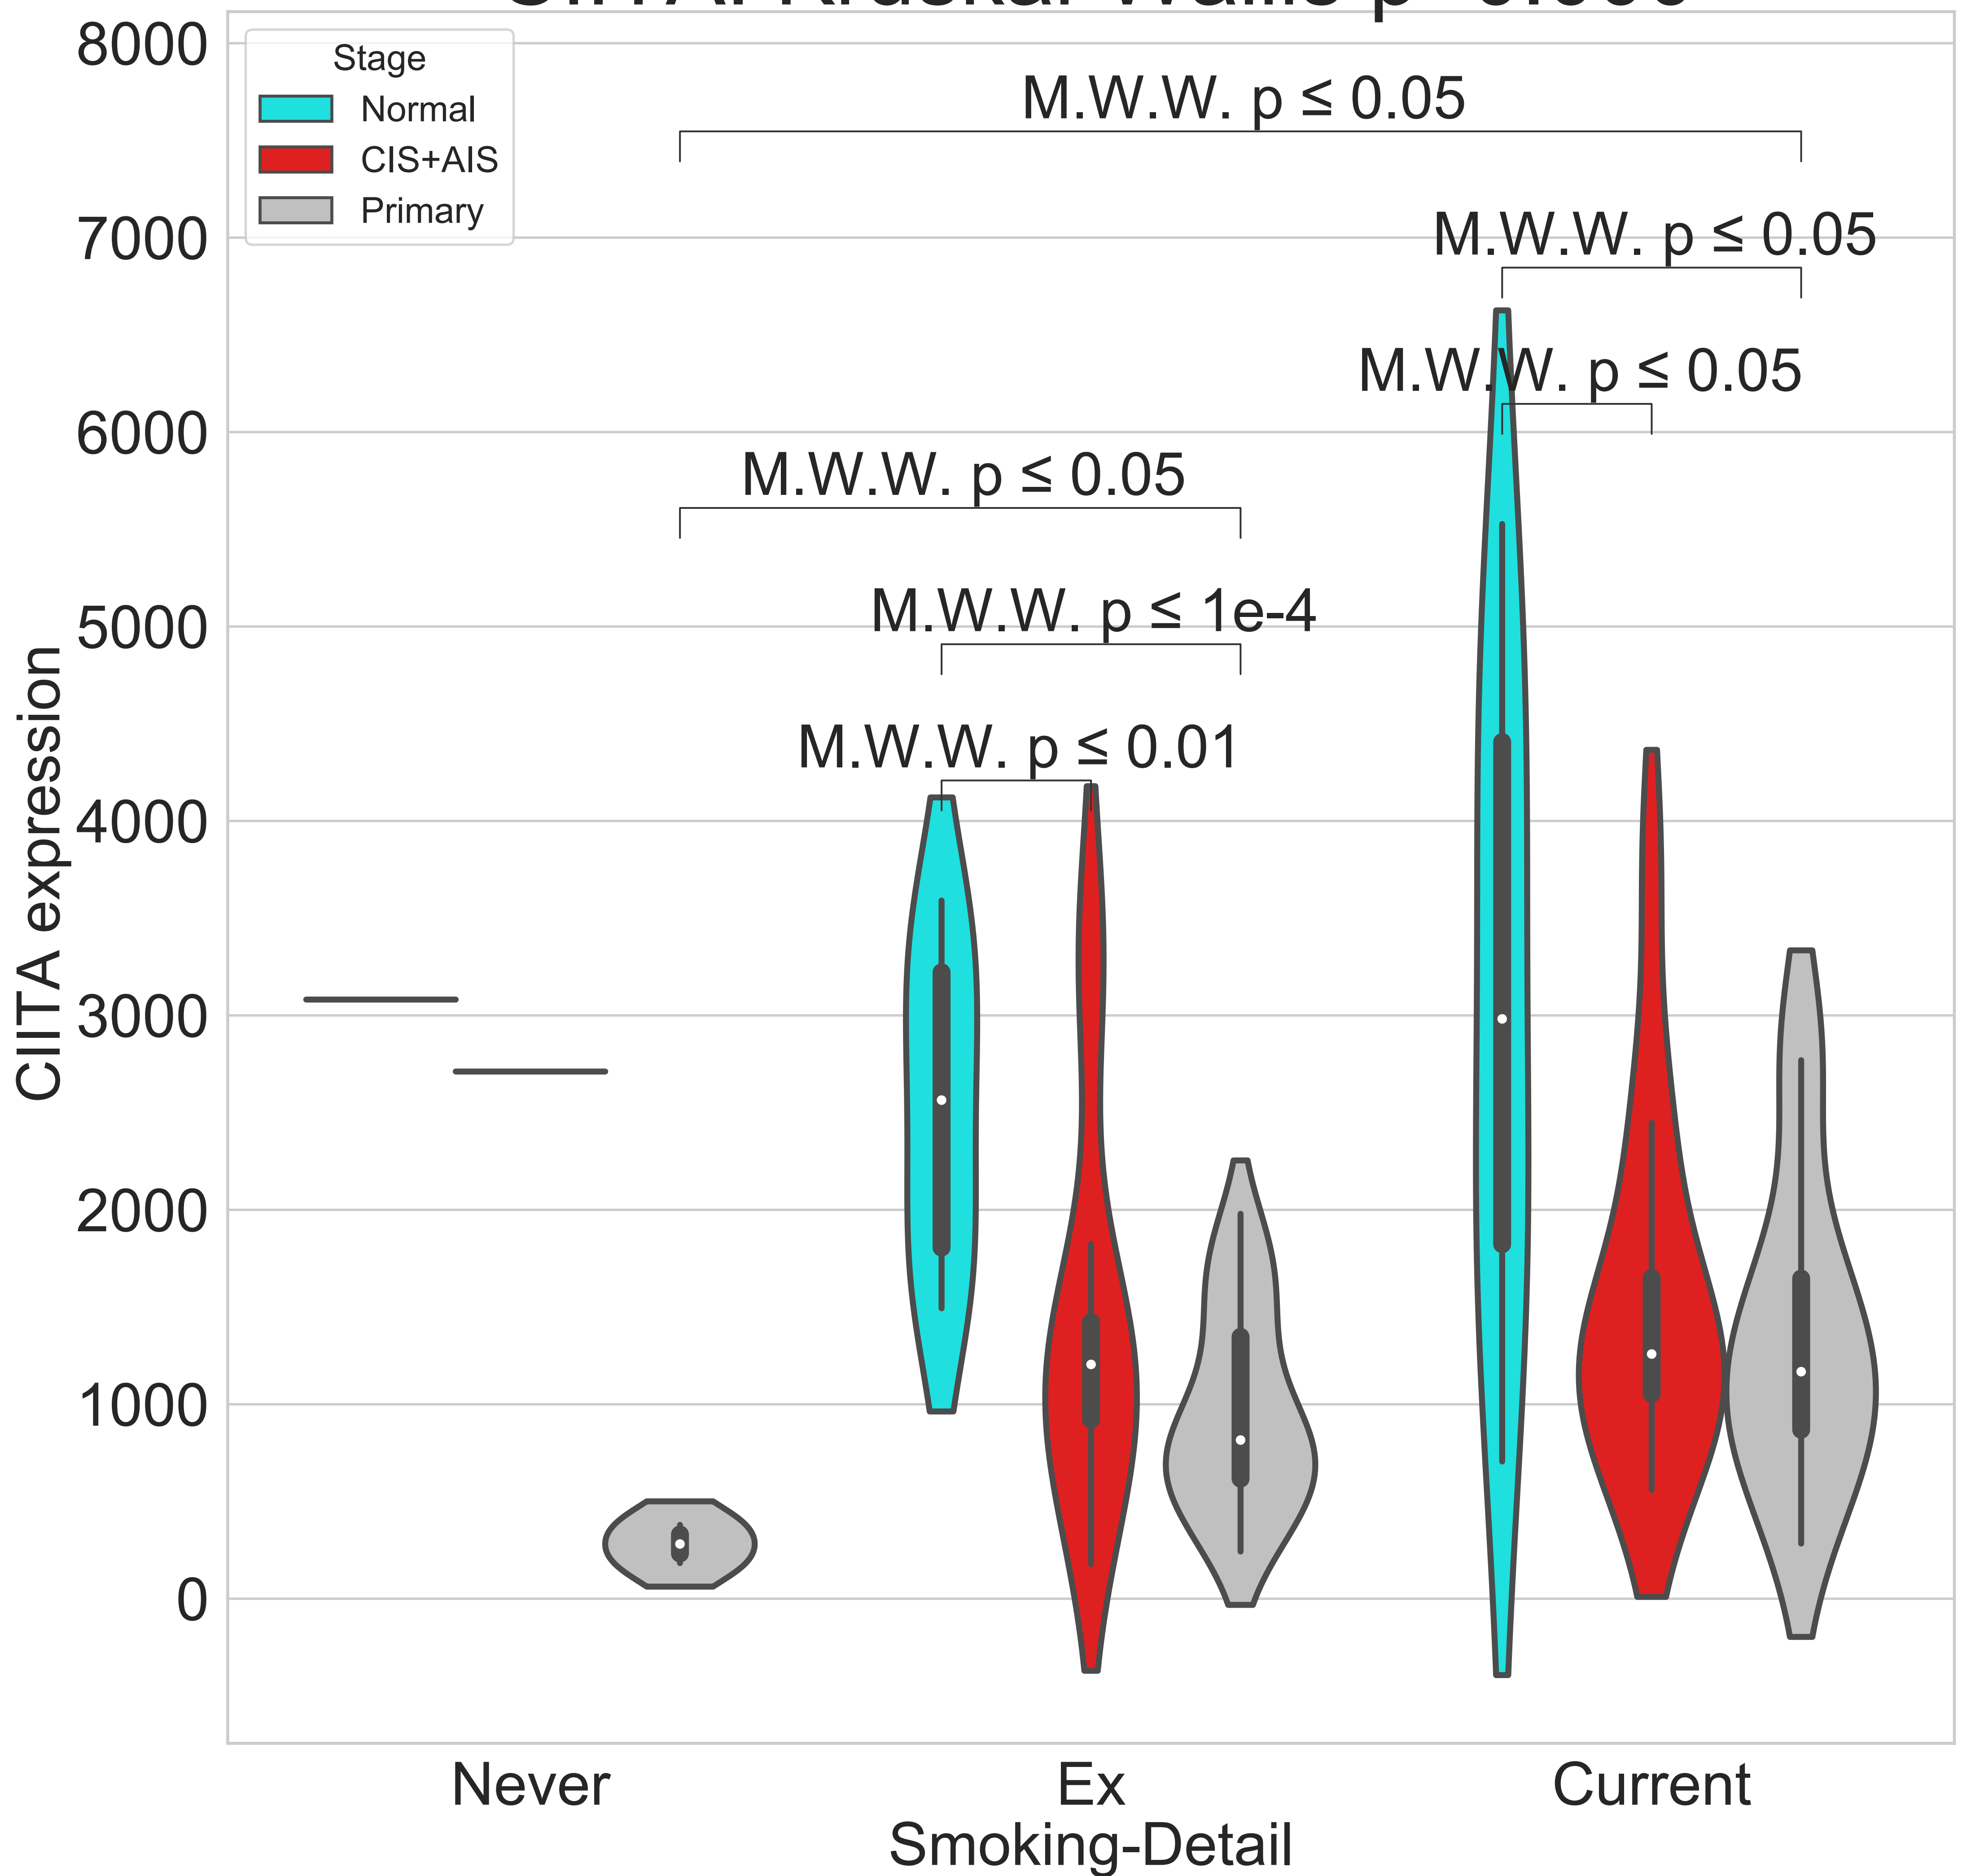 8000
7000
6000
5000
4000
3000
2000
1000
0
CIITA expression
Stage
Normal
CIS+AIS
Primary
M.W.W. p ≤ 0.05
M.W.W. p ≤ 0.05
M.W.W. p ≤ 0.05
M.W.W. p ≤ 0.05
M.W.W. p ≤ 1e-4
M.W.W. p ≤ 0.01
Never
Ex
Current
Smoking-Detail